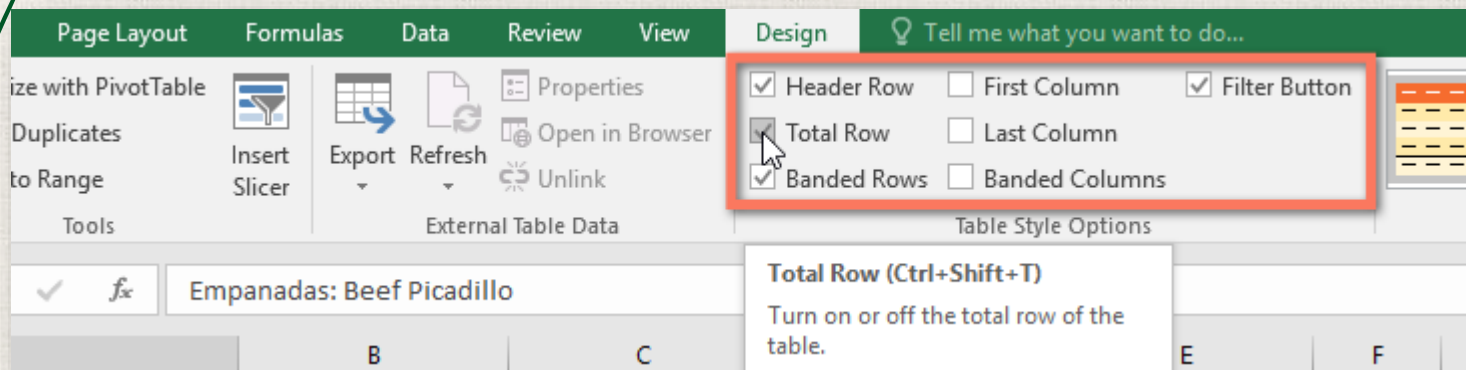 Page Layout Formulas Data Review View Design Tell me what you want to do...
ize with PivotTable Properties Header Row First Column Filter Button
Duplicates Open in Browser Total Row Last Column
Insert Slicer Export Refresh
to Range Unlink Banded Rows Banded Columns
Tools External Table Data Table Style Options
fx Empanadas: Beef Picadillo
Total Row (Ctrl+Shift+T)
Turn on or off the total row of the
table.
B C E F